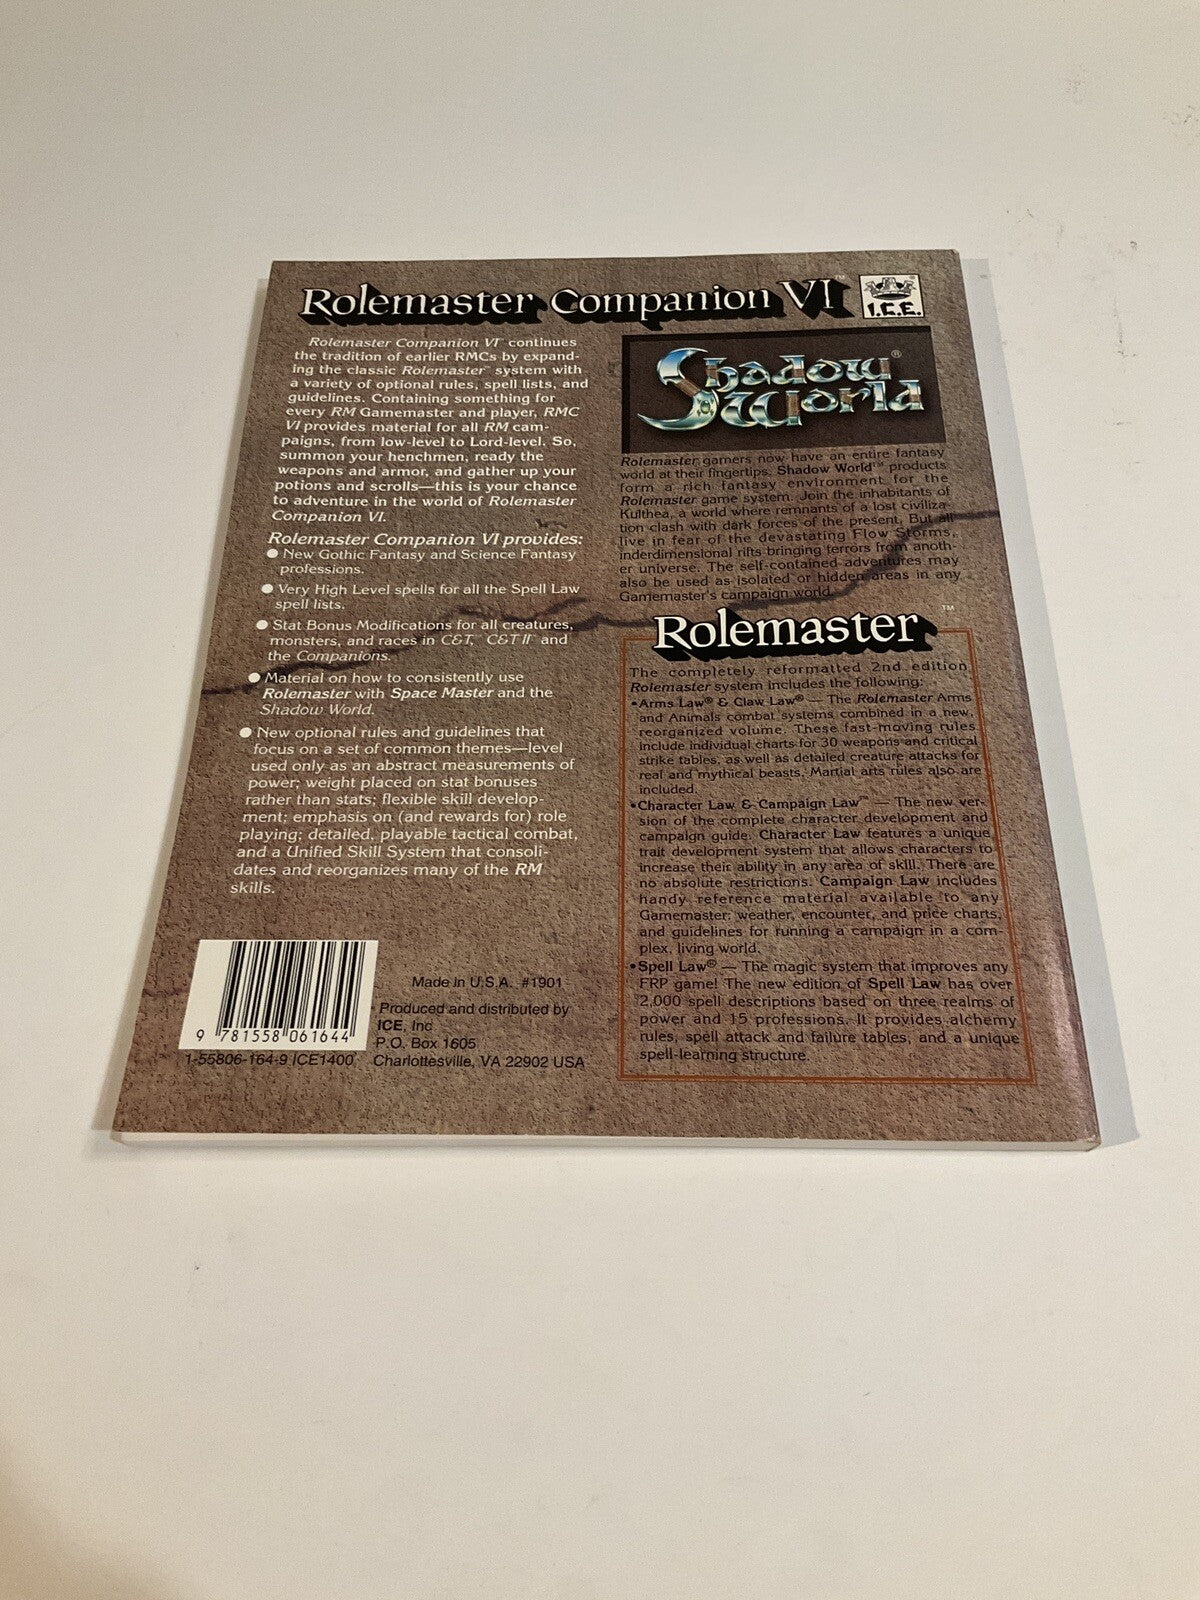 Rolemaster Companion VI™
I.C.E.®
Rolemaster Companion VI™ continues
the tradition of earlier RMCs by expand-
ing the classic Rolemaster™ system with
a variety of optional rules, spell lists, and
guidelines. Containing something for
every RM Gamemaster and player, RMC
VI provides material for all RM cam-
paigns, from low-level to Lord-level. So,
summon your henchmen, ready the
weapons and armor, and gather up your
potions and scrolls—this is your chance
to adventure in the world of Rolemaster
Companion VI.
Rolemaster Companion VI provides:
● New Gothic Fantasy and Science Fantasy
professions.
● Very High Level spells for all the Spell Law
spell lists.
● Stat Bonus Modifications for all creatures,
monsters, and races in C&T,™ C&T II™ and
the Companions.
● Material on how to consistently use
Rolemaster with Space Master and the
Shadow World.
● New optional rules and guidelines that
focus on a set of common themes—level
used only as an abstract measurements of
power; weight placed on stat bonuses
rather than stats; flexible skill develop-
ment; emphasis on (and rewards for) role
playing; detailed, playable tactical combat,
and a Unified Skill System that consoli-
dates and reorganizes many of the RM
skills.
9 781558 061644
1-55806-164-9 ICE1400
Made in U.S.A. #1901
Produced and distributed by
ICE, Inc
P.O. Box 1605
Charlottesville, VA 22902 USA
Shadow®
World
Rolemaster gamers now have an entire fantasy
world at their fingertips. Shadow World™ products
form a rich fantasy environment for the
Rolemaster game system. Join the inhabitants of
Kulthea, a world where remnants of a lost civiliza-
tion clash with dark forces of the present. But all
live in fear of the devastating Flow Storms,
inderdimensional rifts bringing terrors from anoth-
er universe. The self-contained adventures may
also be used as isolated or hidden areas in any
Gamemaster's campaign world.
Rolemaster™
The completely reformatted 2nd edition
Rolemaster system includes the following:
•Arms Law® & Claw Law® — The Rolemaster Arms
and Animals combat systems combined in a new,
reorganized volume. These fast-moving rules
include individual charts for 30 weapons and critical
strike tables, as well as detailed creature attacks for
real and mythical beasts. Martial arts rules also are
included.
•Character Law & Campaign Law™ — The new ver-
sion of the complete character development and
campaign guide. Character Law features a unique
trait development system that allows characters to
increase their ability in any area of skill. There are
no absolute restrictions. Campaign Law includes
handy reference material available to any
Gamemaster: weather, encounter, and price charts,
and guidelines for running a campaign in a com-
plex, living world.
•Spell Law® — The magic system that improves any
FRP game! The new edition of Spell Law has over
2,000 spell descriptions based on three realms of
power and 15 professions. It provides alchemy
rules, spell attack and failure tables, and a unique
spell-learning structure.